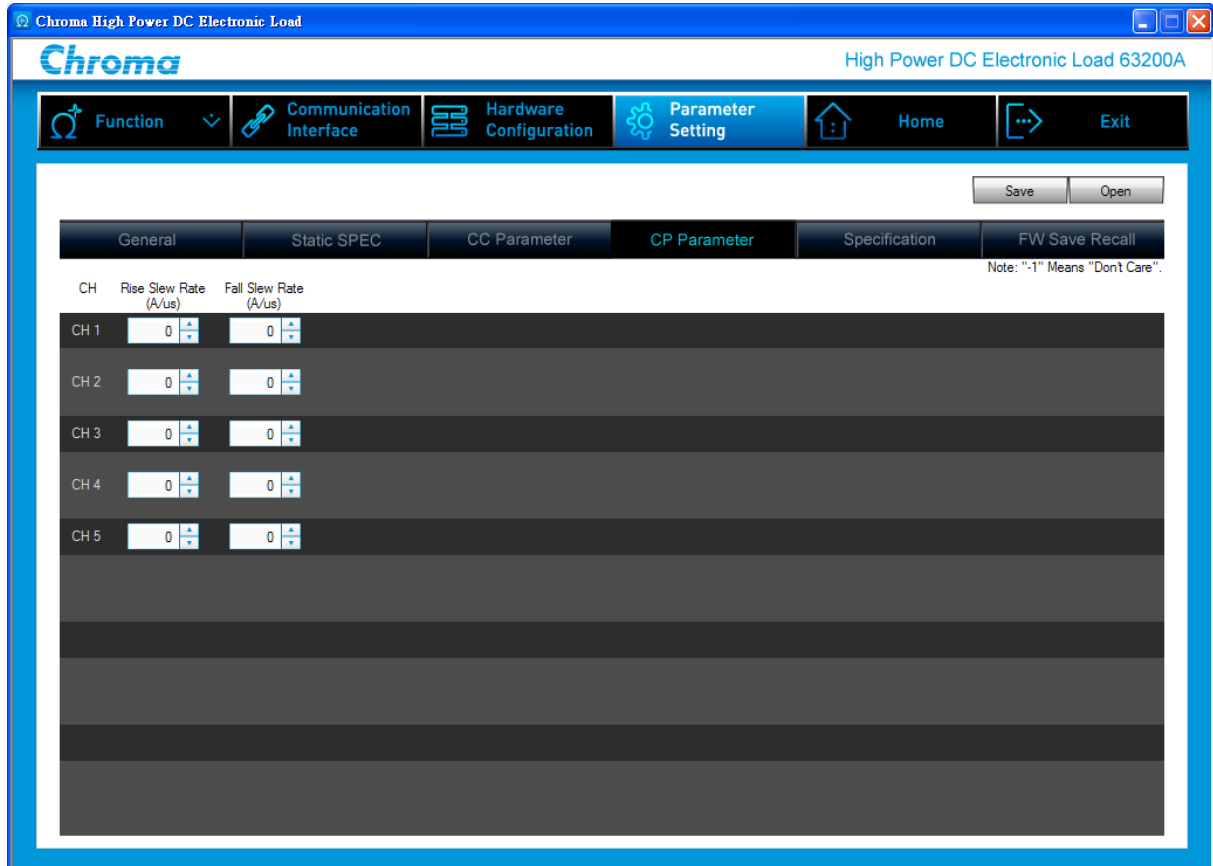 Chroma High Power DC Electronic Load
Chroma
High Power DC Electronic Load 63200A
Function
Communication
Interface
Hardware
Configuration
Parameter
Setting
Home
Exit
Save
Open
General
Static SPEC
CC Parameter
CP Parameter
Specification
FW Save Recall
Note: "-1" Means "Don't Care".
CH
Rise Slew Rate
(A/us)
Fall Slew Rate
(A/us)
CH 1 0 0
CH 2 0 0
CH 3 0 0
CH 4 0 0
CH 5 0 0